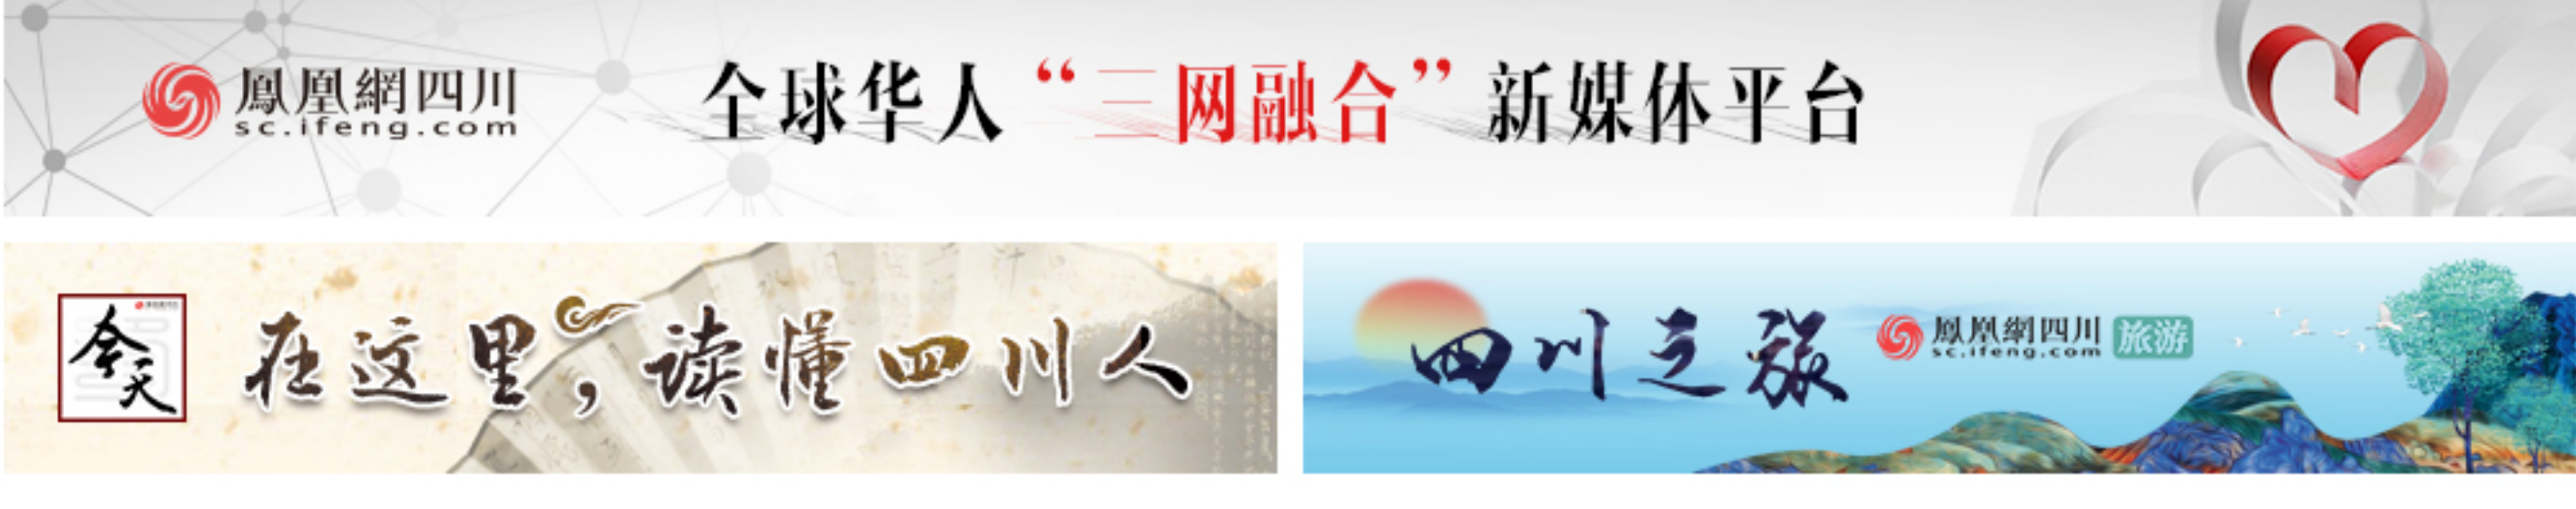 鳳凰網四川
sc.ifeng.com
全球华人“三网融合”新媒体平台
今天
在这里，读懂四川人
四川之旅
鳳凰網四川
sc.ifeng.com
旅游